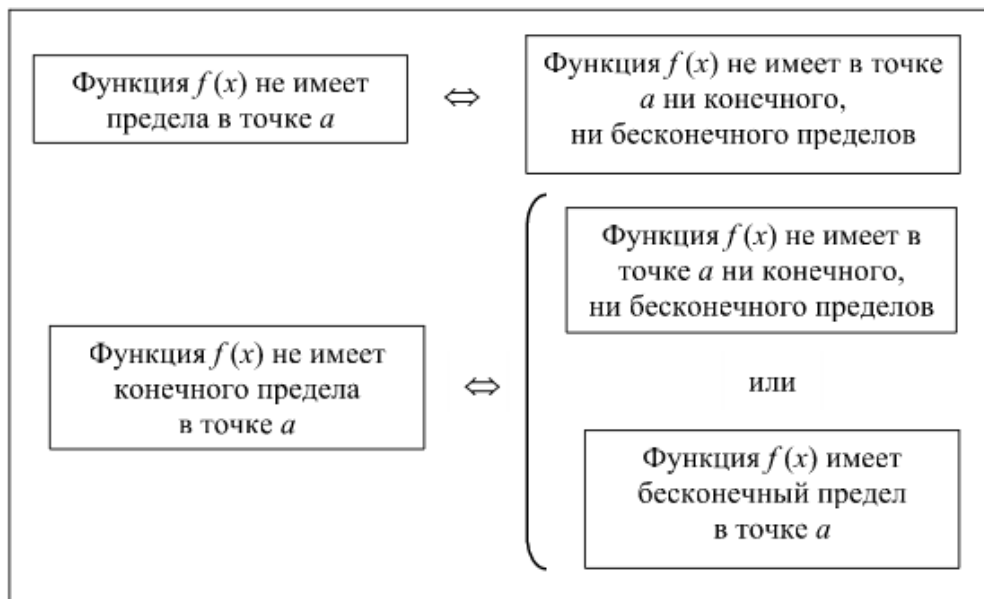 Функция f (x) не имеет
предела в точке a
⇔
Функция f (x) не имеет в точке
a ни конечного,
ни бесконечного пределов
Функция f (x) не имеет
конечного предела
в точке a
⇔
Функция f (x) не имеет в
точке a ни конечного,
ни бесконечного пределов
или
Функция f (x) имеет
бесконечный предел
в точке a